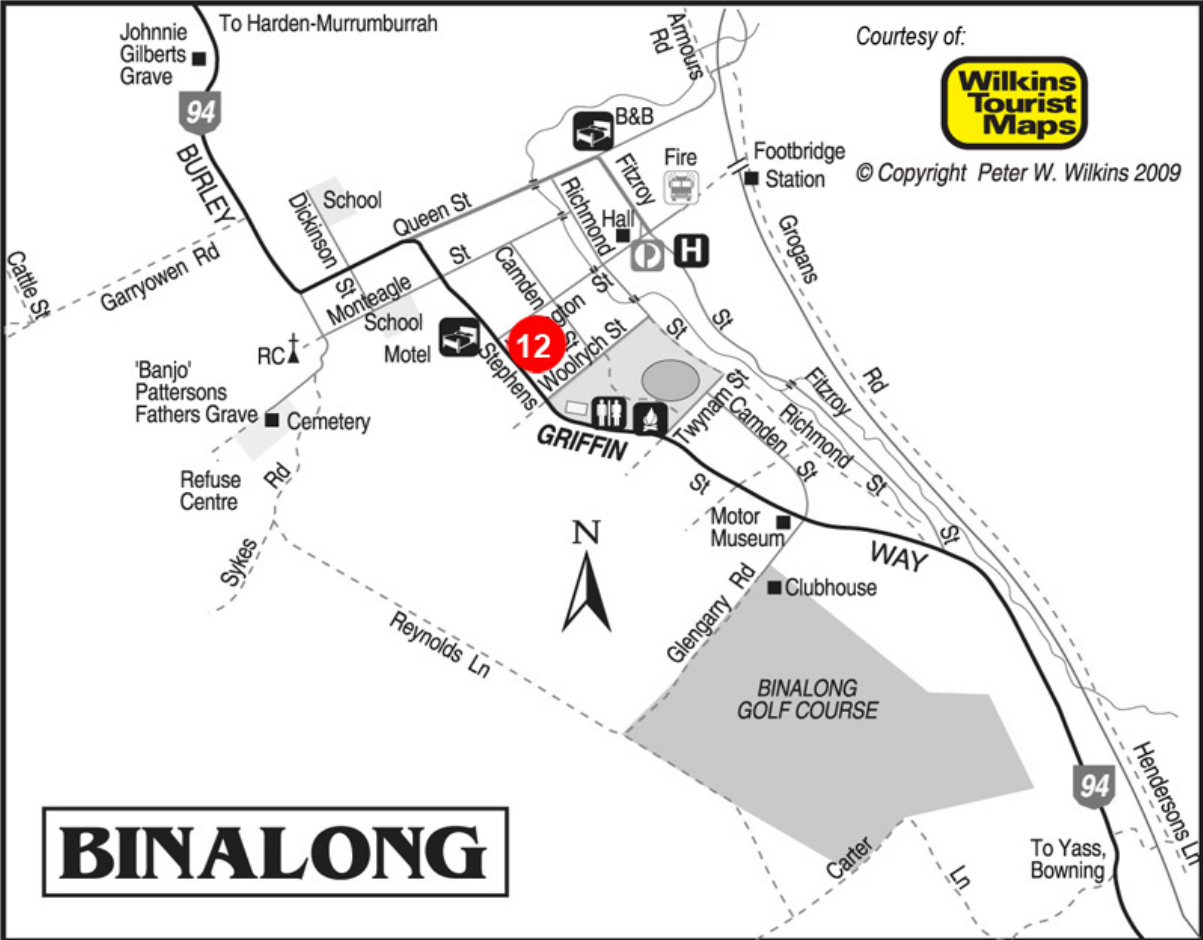 To Harden-Murrumburrah
Johnnie
Gilberts
Grave
94
BURLEY
Armours
Rd
Courtesy of:
Wilkins
Tourist
Maps
© Copyright Peter W. Wilkins 2009
B&B
Fire
Footbridge
Station
Fitzroy
Richmond
St
Hall
P
H
School
Dickinson
St
Queen St
Camden
St
Monteagle
St
Garryowen Rd
Cattle St
School
Motel
RC
12
Stephens
Woolrych St
St
St
Grogans
Rd
'Banjo'
Pattersons
Fathers Grave
Cemetery
GRIFFIN
Twynam St
Camden
St
Richmond
St
Fitzroy
St
Refuse
Centre
Rd
Sykes
St
Motor
Museum
WAY
N
Glengarry Rd
Clubhouse
Reynolds Ln
BINALONG
GOLF COURSE
94
Hendersons Ln
To Yass,
Bowning
Carter
Ln
BINALONG